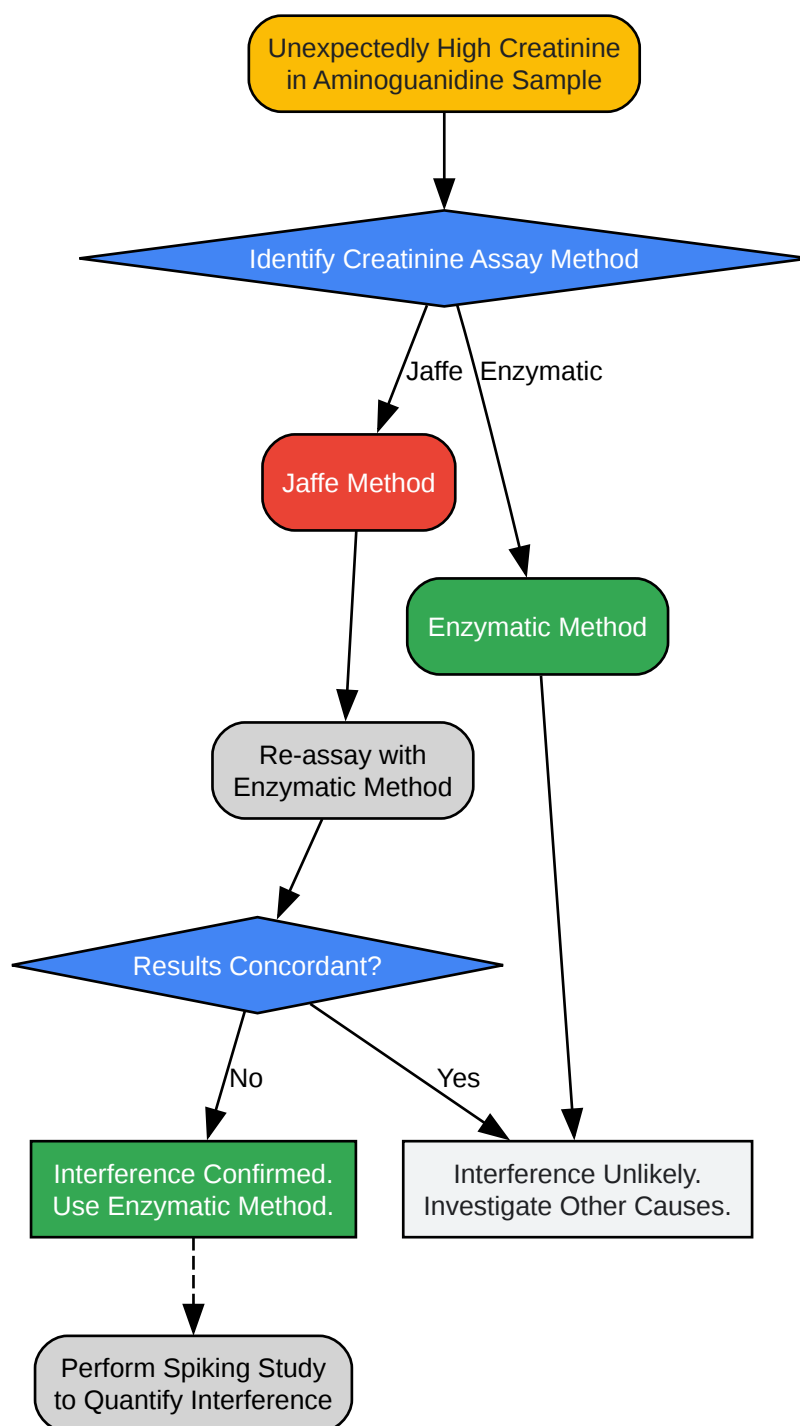 Unexpectedly High Creatinine
in Aminoguanidine Sample
Identify Creatinine Assay Method
Jaffe
Enzymatic
Jaffe Method
Enzymatic Method
Re-assay with
Enzymatic Method
Results Concordant?
No
Yes
Interference Confirmed.
Use Enzymatic Method.
Interference Unlikely.
Investigate Other Causes.
Perform Spiking Study
to Quantify Interference